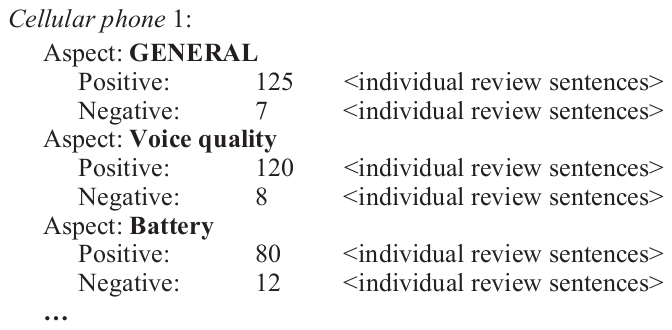 Cellular phone 1:
Aspect: GENERAL
Positive: 125 <individual review sentences>
Negative: 7 <individual review sentences>
Aspect: Voice quality
Positive: 120 <individual review sentences>
Negative: 8 <individual review sentences>
Aspect: Battery
Positive: 80 <individual review sentences>
Negative: 12 <individual review sentences>
...